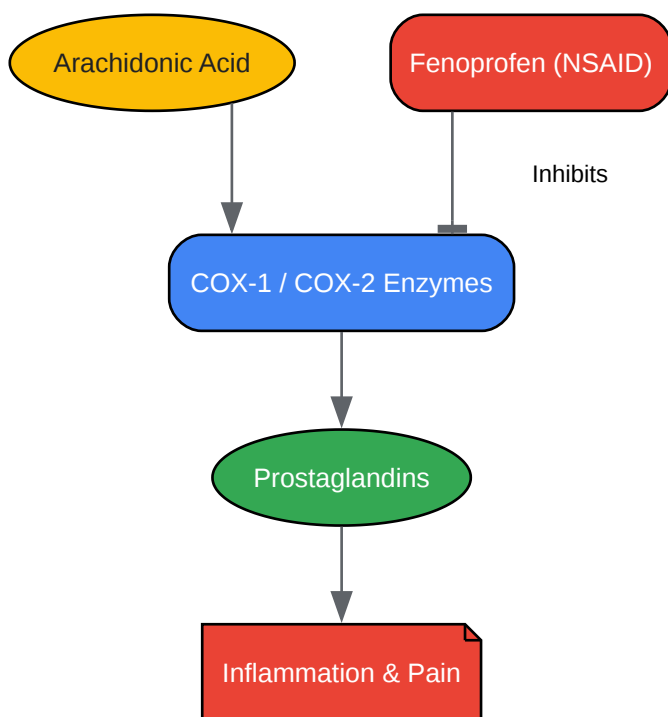 Arachidonic Acid
Fenoprofen (NSAID)
Inhibits
COX-1 / COX-2 Enzymes
Prostaglandins
Inflammation & Pain